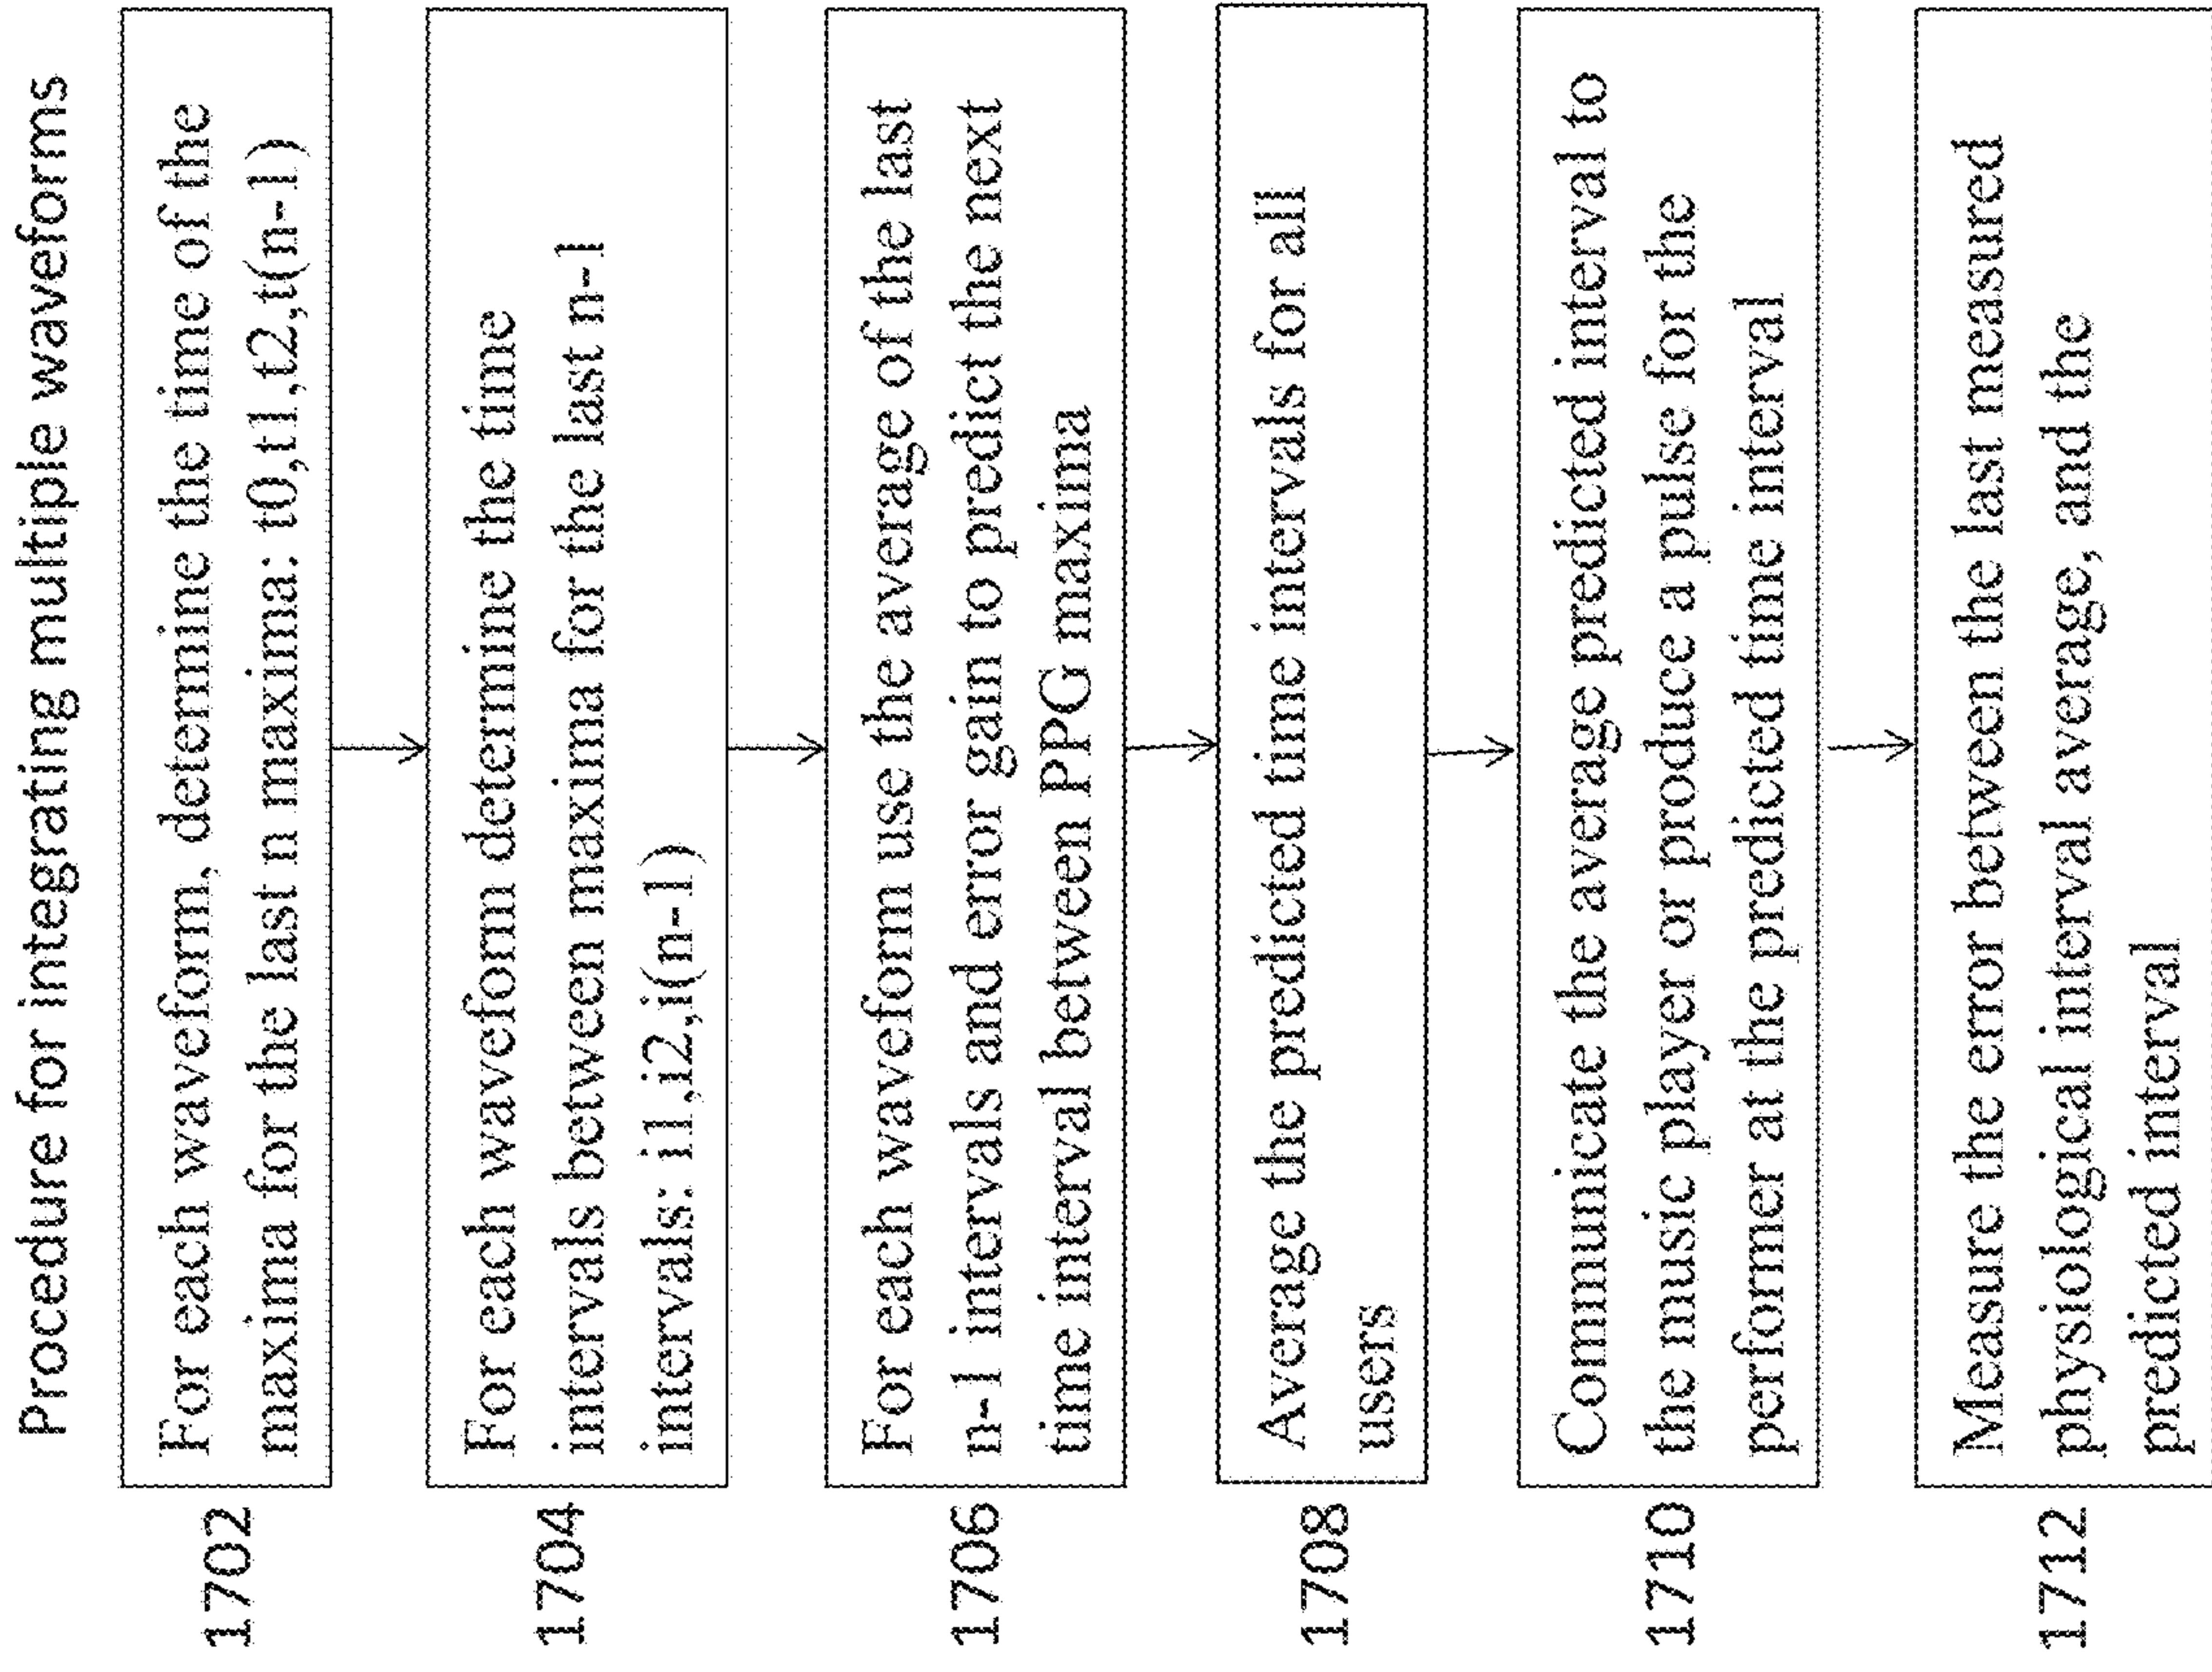 Procedure for integrating multiple waveforms
1702
For each waveform, determine the time of the
maxima for the last n maxima: t0,t1,t2,t(n-1)
1704
For each waveform determine the time
intervals between maxima for the last n-1
intervals: i1,i2,i(n-1)
1706
For each waveform use the average of the last
n-1 intervals and error gain to predict the next
time interval between PPG maxima
1708
Average the predicted time intervals for all
users
1710
Communicate the average predicted interval to
the music player or produce a pulse for the
performer at the predicted time interval
1712
Measure the error between the last measured
physiological interval average, and the
predicted interval